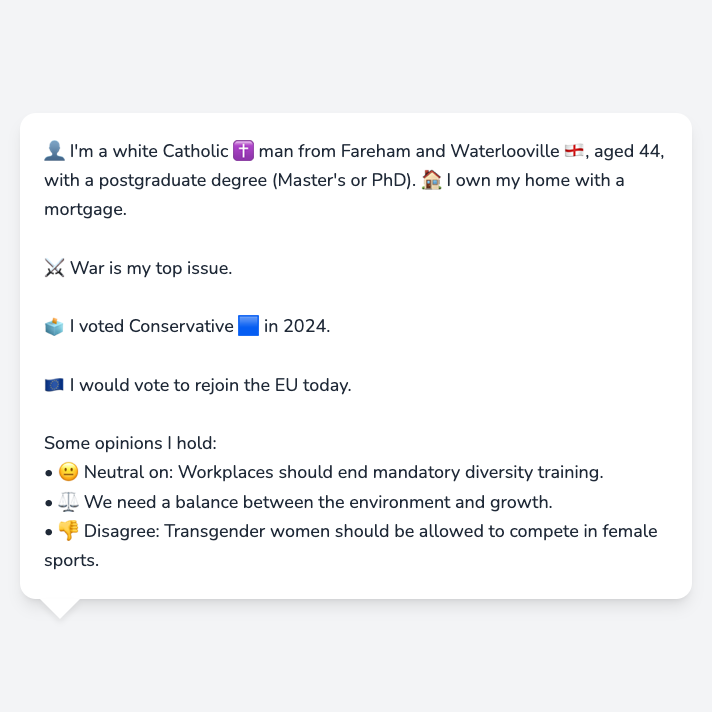 👤 I'm a white Catholic ✝️ man from Fareham and Waterlooville 🏴󠁧󠁢󠁥󠁮󠁧󠁿, aged 44,
with a postgraduate degree (Master's or PhD). 🏠 I own my home with a
mortgage.
⚔️ War is my top issue.
🗳️ I voted Conservative 🟦 in 2024.
🇪🇺 I would vote to rejoin the EU today.
Some opinions I hold:
• 😐 Neutral on: Workplaces should end mandatory diversity training.
• ⚖️ We need a balance between the environment and growth.
• 👎 Disagree: Transgender women should be allowed to compete in female
sports.